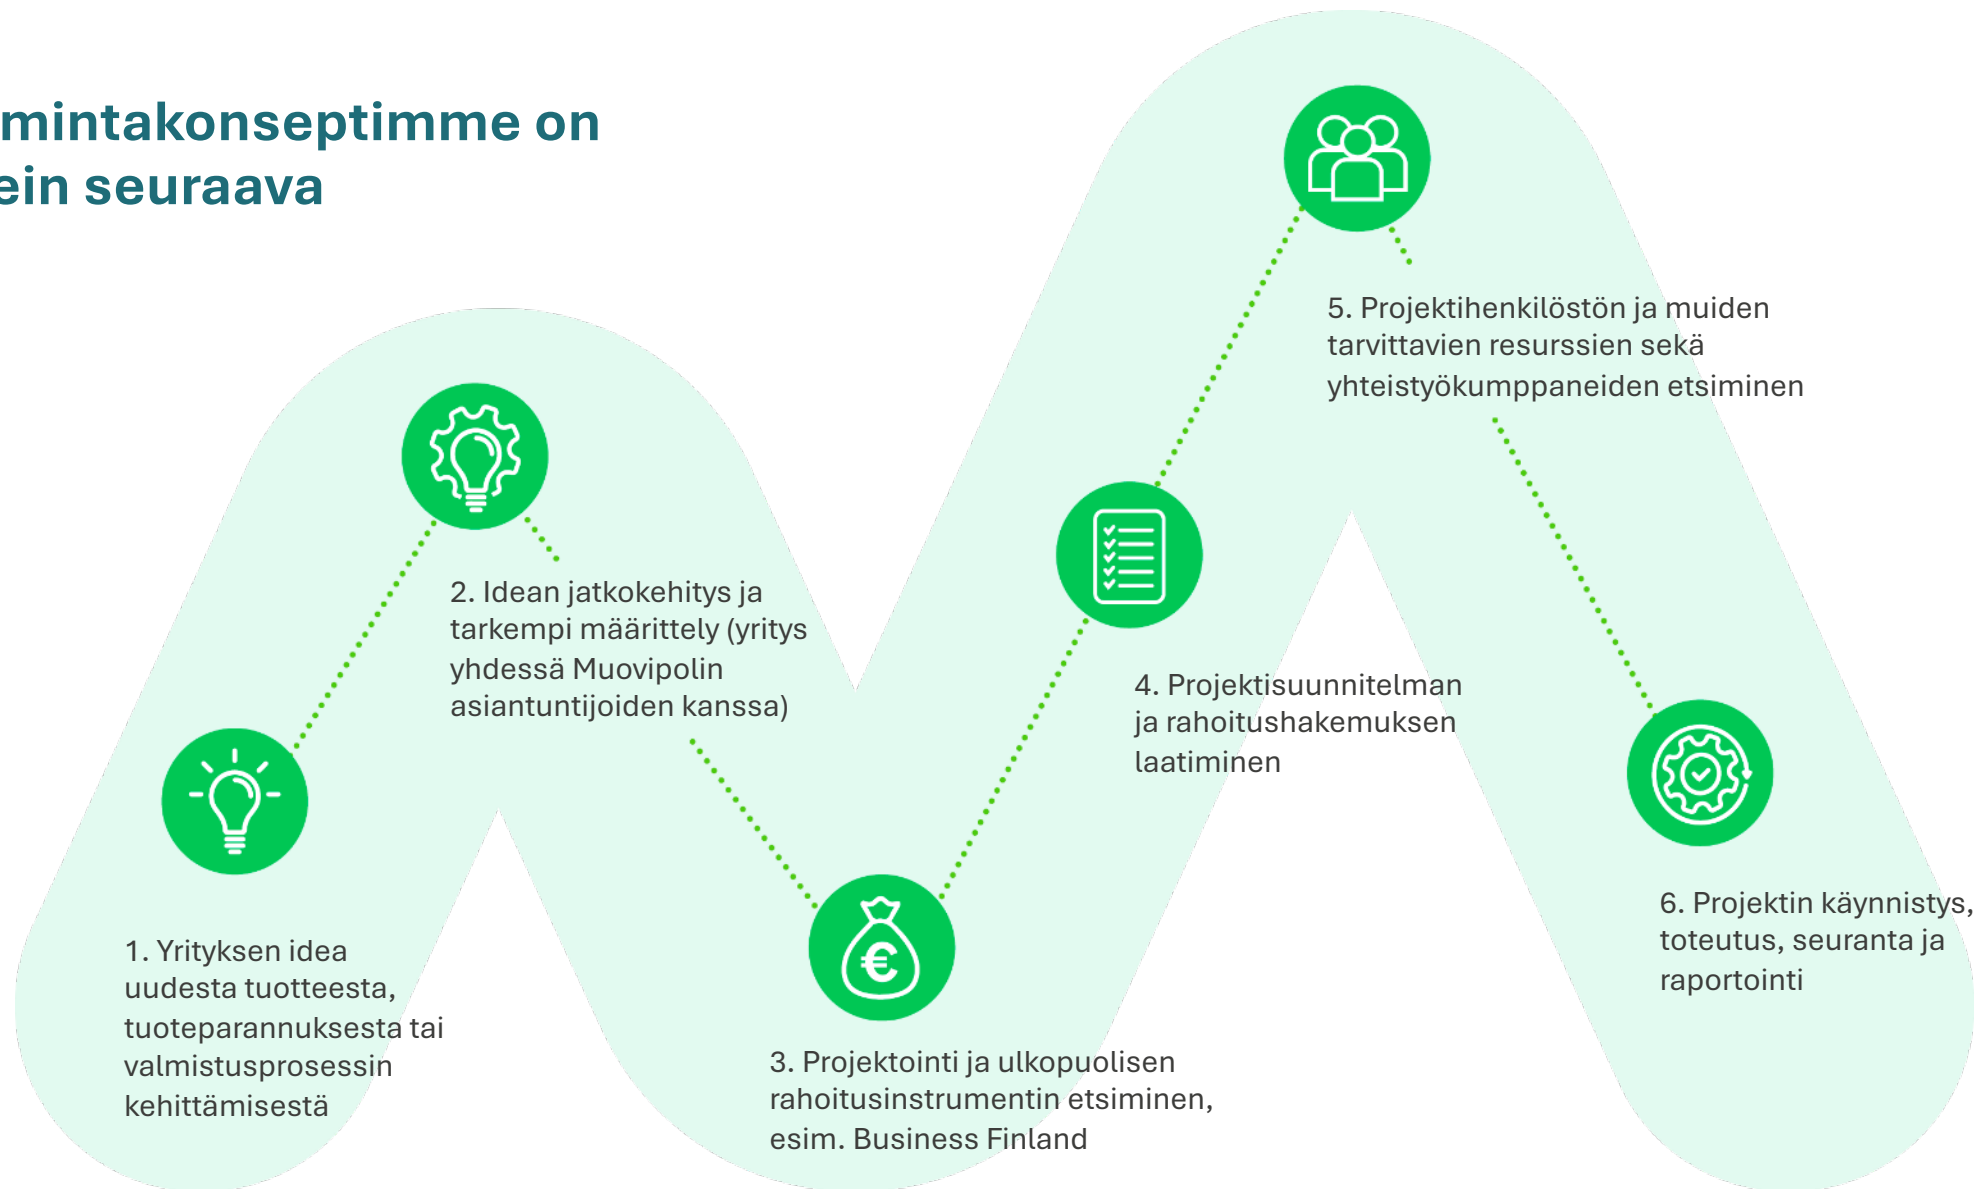 mintakonseptimme on
ein seuraava
1. Yrityksen idea
uudesta tuotteesta,
tuoteparannuksesta tai
valmistusprosessin
kehittämisestä
2. Idean jatkokehitys ja
tarkempi määrittely (yritys
yhdessä Muovipolin
asiantuntijoiden kanssa)
3. Projektointi ja ulkopuolisen
rahoitusinstrumentin etsiminen,
esim. Business Finland
4. Projektisuunnitelman
ja rahoitushakemuksen
laatiminen
5. Projektihenkilöstön ja muiden
tarvittavien resurssien sekä
yhteistyökumppaneiden etsiminen
6. Projektin käynnistys,
toteutus, seuranta ja
raportointi
€